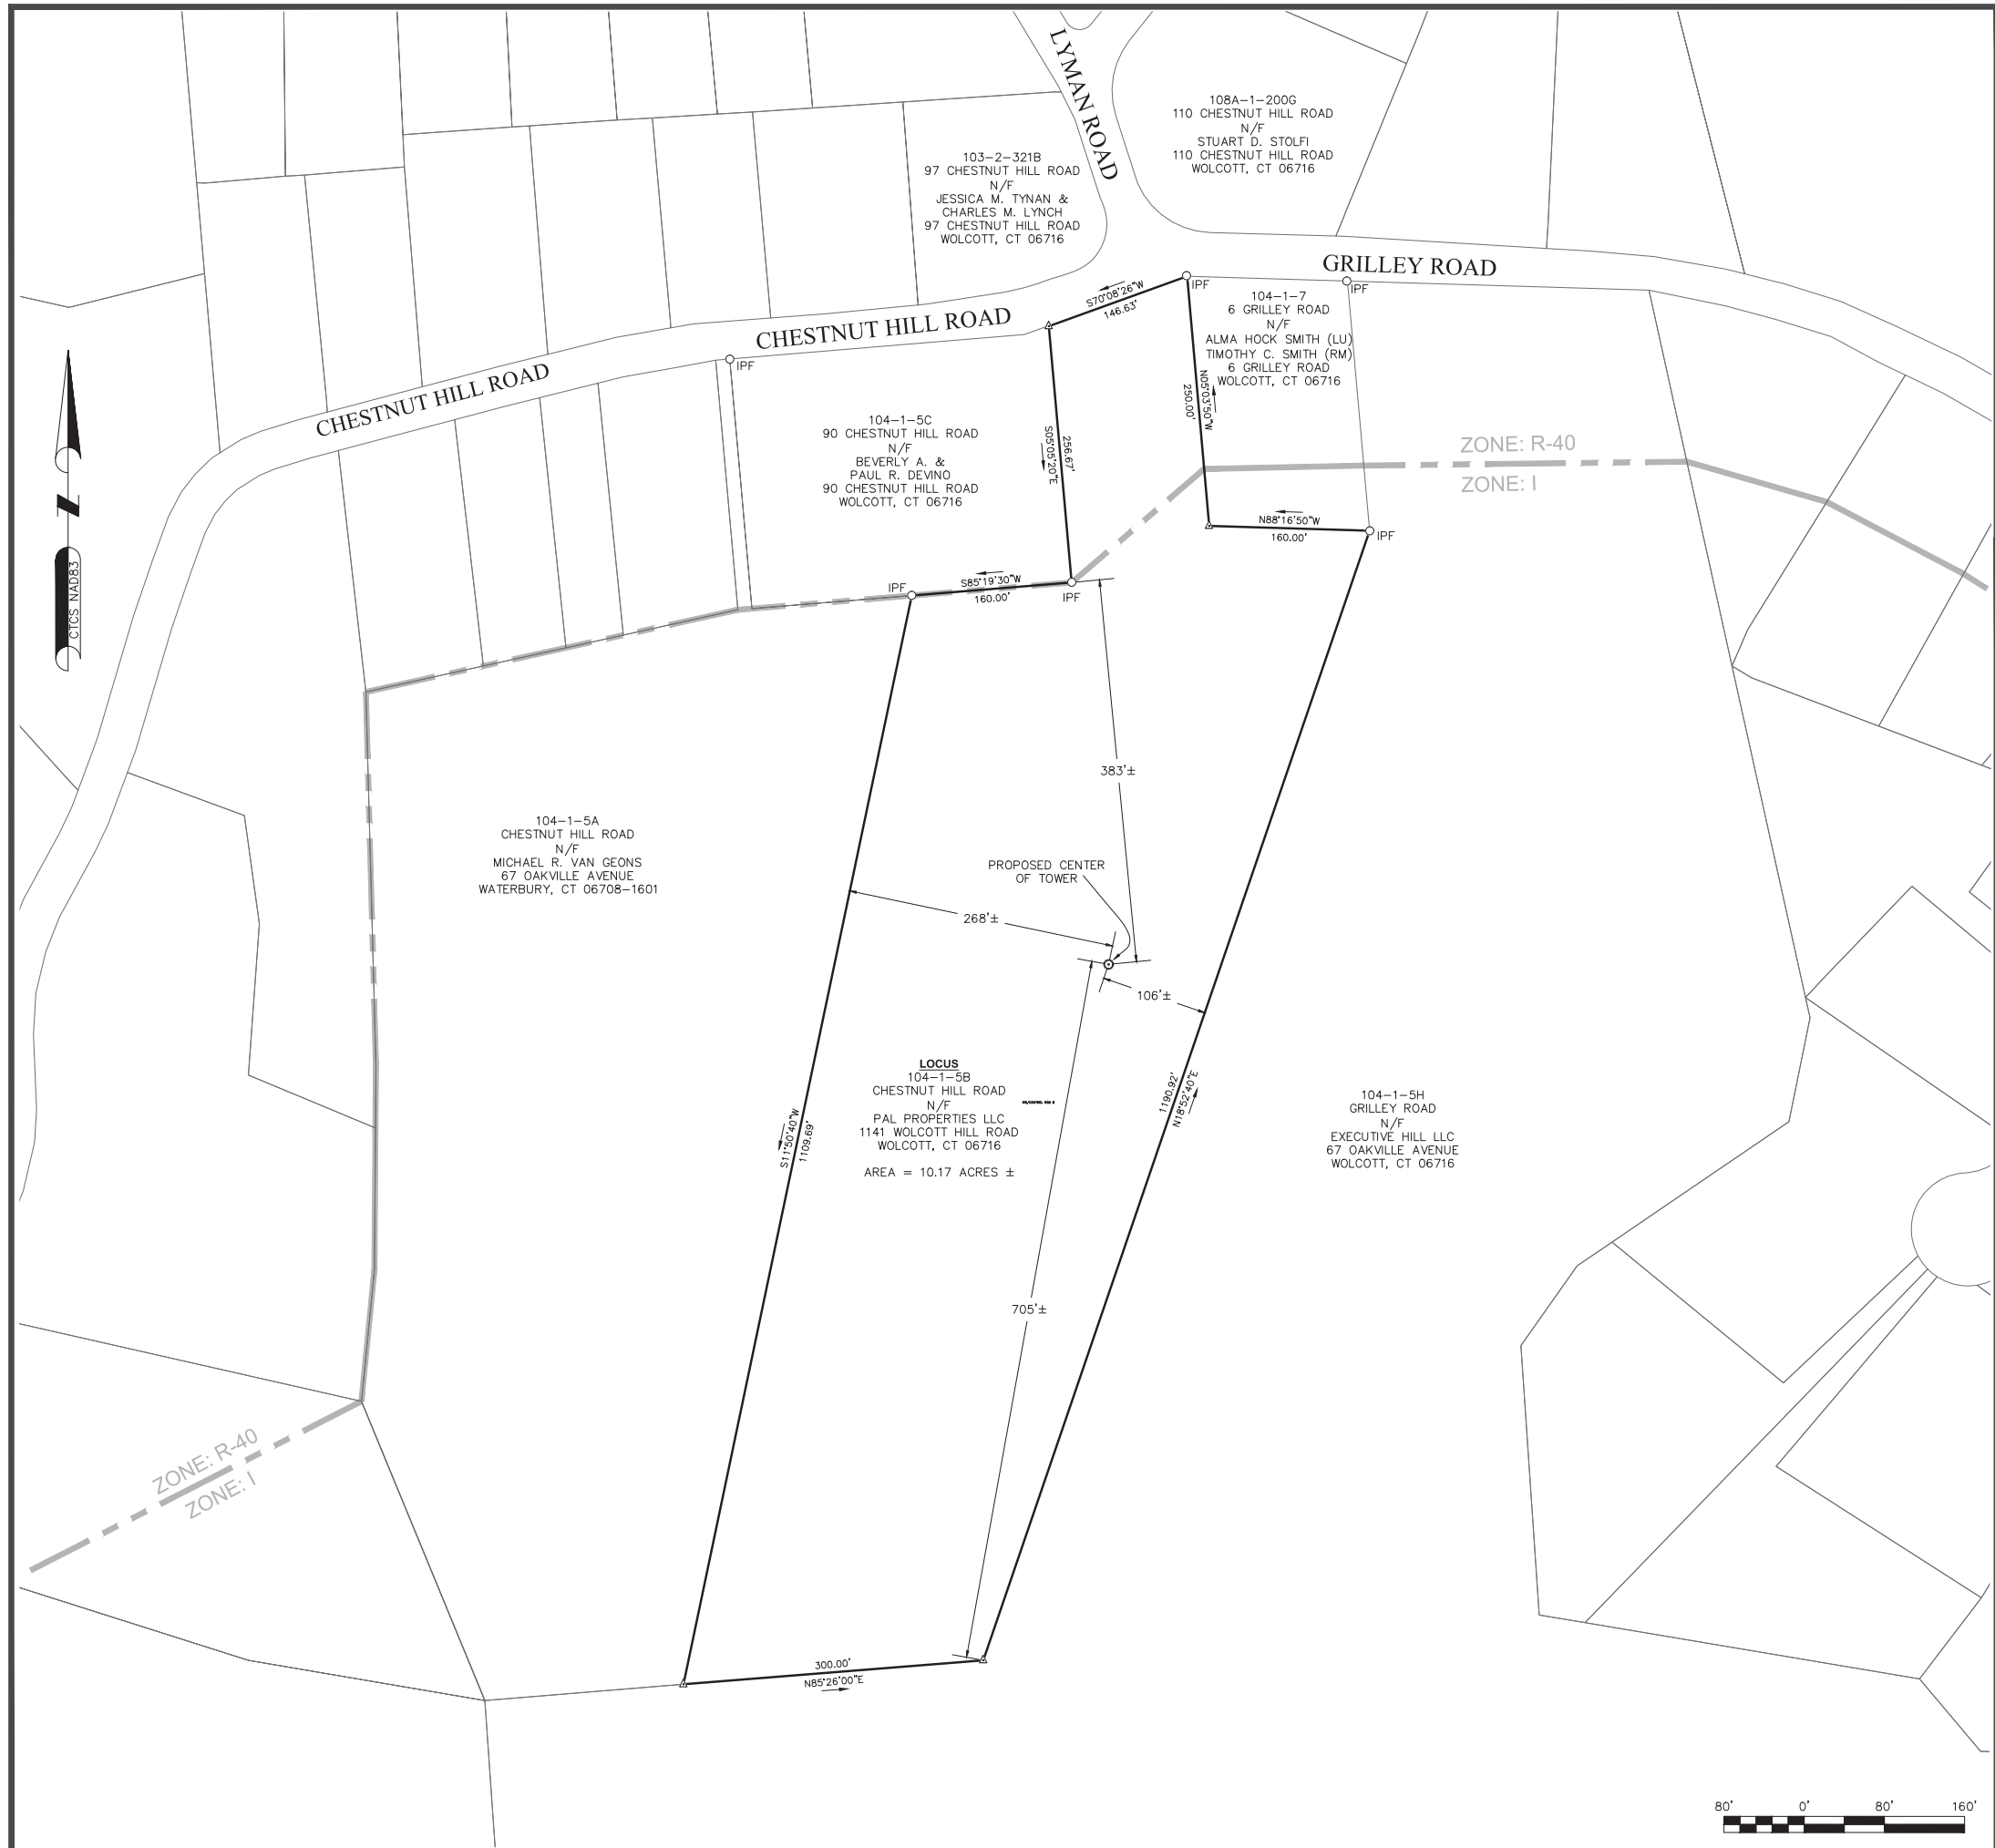 LYMAN ROAD
108A-1-200G
110 CHESTNUT HILL ROAD
N/F
STUART D. STOLFI
110 CHESTNUT HILL ROAD
WOLCOTT, CT 06716
103-2-321B
97 CHESTNUT HILL ROAD
N/F
JESSICA M. TYNAN &
CHARLES M. LYNCH
97 CHESTNUT HILL ROAD
WOLCOTT, CT 06716
GRILLEY ROAD
IPF
IPF
S70°08'26"W
146.63'
104-1-7
6 GRILLEY ROAD
N/F
ALMA HOCK SMITH (LU)
TIMOTHY C. SMITH (RM)
6 GRILLEY ROAD
WOLCOTT, CT 06716
CHESTNUT HILL ROAD
IPF
CHESTNUT HILL ROAD
N05°03'50"W
250.00'
104-1-5C
90 CHESTNUT HILL ROAD
N/F
BEVERLY A. &
PAUL R. DEVINO
90 CHESTNUT HILL ROAD
WOLCOTT, CT 06716
256.67'
S05°05'20"E
ZONE: R-40
ZONE: I
N88°16'50"W
160.00'
IPF
N
CTCS NAD83
IPF
S85°19'30"W
160.00'
IPF
383'±
104-1-5A
CHESTNUT HILL ROAD
N/F
MICHAEL R. VAN GEONS
67 OAKVILLE AVENUE
WATERBURY, CT 06708-1601
PROPOSED CENTER
OF TOWER
268'±
106'±
LOCUS
104-1-5B
CHESTNUT HILL ROAD
N/F
PAL PROPERTIES LLC
1141 WOLCOTT HILL ROAD
WOLCOTT, CT 06716
AREA = 10.17 ACRES ±
S11°50'40"W
1109.69'
1190.92'
N18°52'40"E
104-1-5H
GRILLEY ROAD
N/F
EXECUTIVE HILL LLC
67 OAKVILLE AVENUE
WOLCOTT, CT 06716
705'±
ZONE: R-40
ZONE: I
300.00'
N85°26'00"E
80' 0' 80' 160'